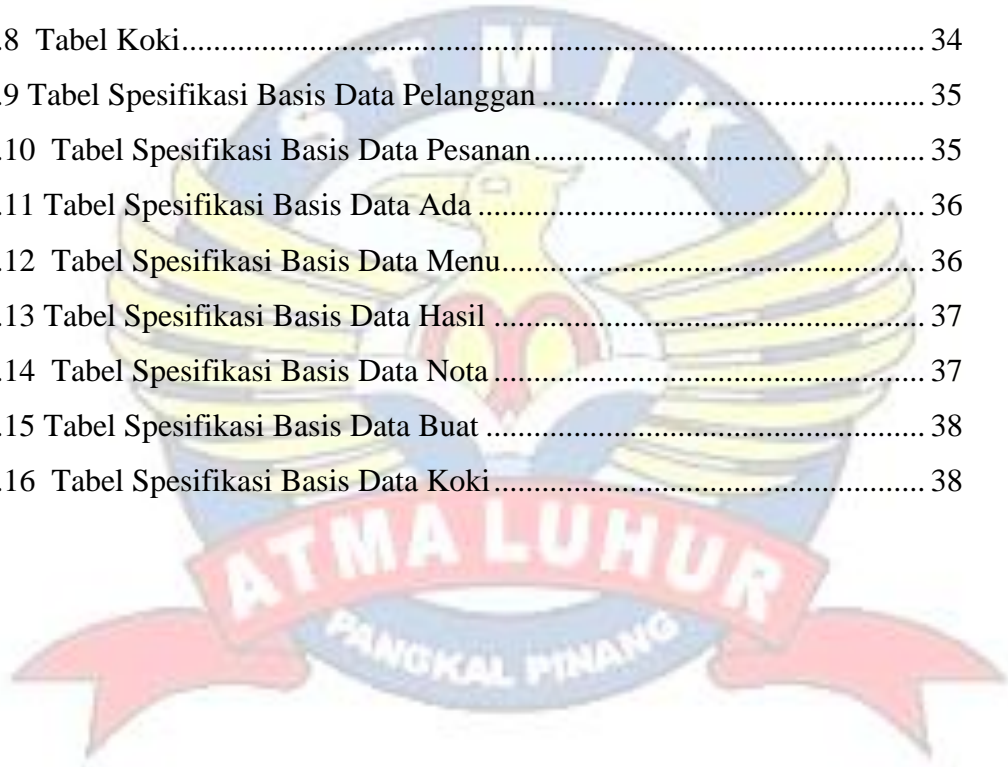 .8  Tabel Koki.............................................................................. 34
.9 Tabel Spesifikasi Basis Data Pelanggan ........................................ 35
.10  Tabel Spesifikasi Basis Data Pesanan......................................... 35
.11 Tabel Spesifikasi Basis Data Ada ............................................... 36
.12  Tabel Spesifikasi Basis Data Menu............................................. 36
.13 Tabel Spesifikasi Basis Data Hasil ............................................. 37
.14  Tabel Spesifikasi Basis Data Nota.............................................. 37
.15 Tabel Spesifikasi Basis Data Buat .............................................. 38
.16  Tabel Spesifikasi Basis Data Koki.............................................. 38
STMIK
ATMA LUHUR
PANGKAL PINANG